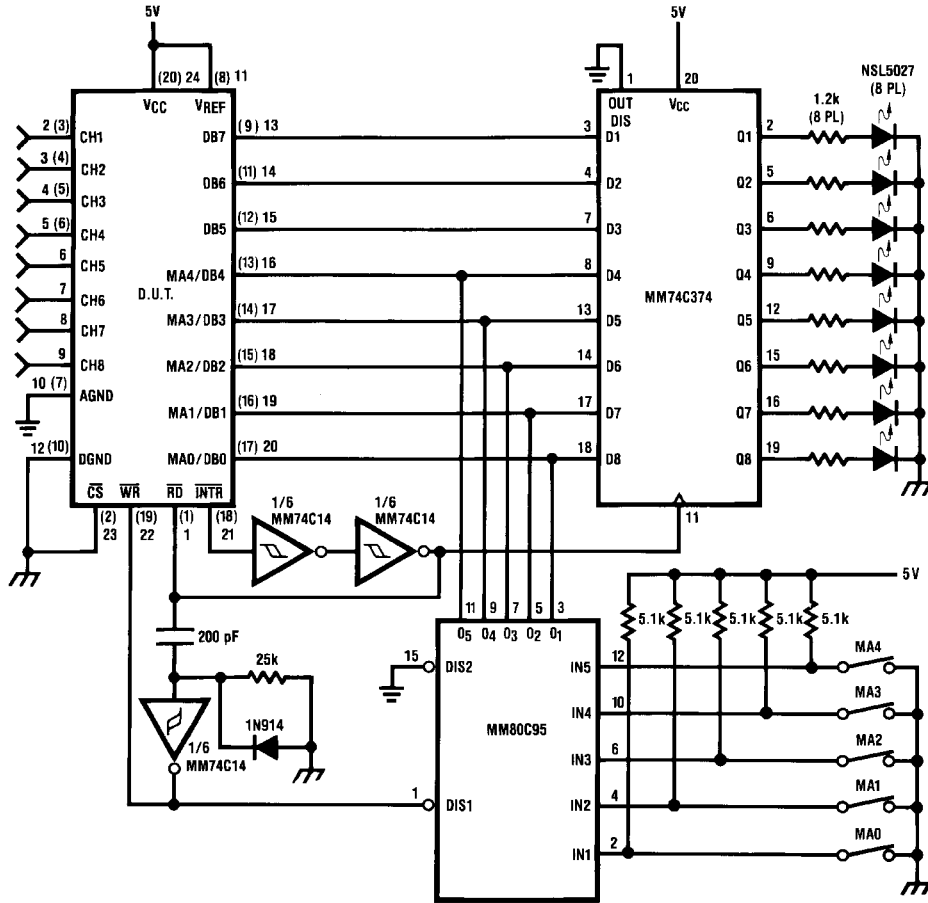 5V
5V
(20) 24
(8) 11
VCC
VREF
1
OUT
DIS
20
VCC
NSL5027
(8 PL)
1.2k
(8 PL)
2 (3)
CH1
DB7
(9) 13
3
D1
Q1
2
3 (4)
CH2
DB6
(11) 14
4
D2
Q2
5
4 (5)
CH3
DB5
(12) 15
7
D3
Q3
6
5 (6)
CH4
MA4/DB4
(13) 16
8
D4
Q4
9
6
CH5
D.U.T.
MM74C374
7
CH6
MA3/DB3
(14) 17
13
D5
Q5
12
8
CH7
MA2/DB2
(15) 18
14
D6
Q6
15
9
CH8
10 (7)
AGND
MA1/DB1
(16) 19
17
D7
Q7
16
12 (10)
DGND
MA0/DB0
(17) 20
18
D8
Q8
19
CS
WR
RD
INTR
(2)
23
(19)
22
(1)
1
(18)
21
1/6
MM74C14
1/6
MM74C14
11
5V
5.1k
5.1k
5.1k
5.1k
5.1k
200 pF
25k
1N914
1/6
MM74C14
11
9
7
5
3
O5
O4
O3
O2
O1
15
DIS2
MM80C95
1
DIS1
IN5
12
MA4
IN4
10
MA3
IN3
6
MA2
IN2
4
MA1
IN1
2
MA0